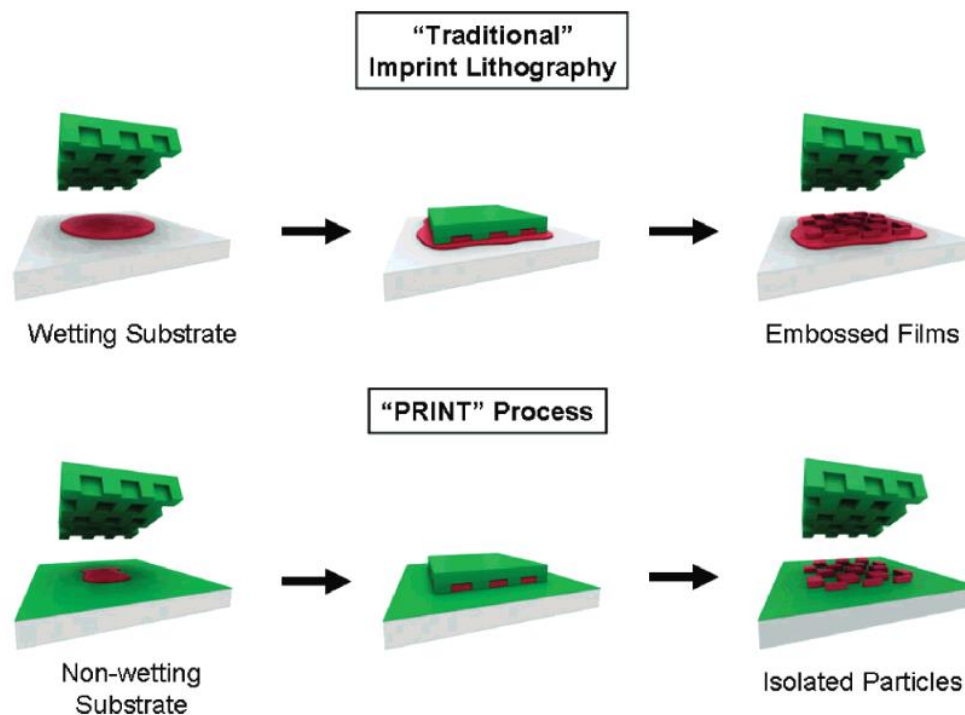 “Traditional”
Imprint Lithography
Wetting Substrate
Embossed Films
“PRINT” Process
Non-wetting
Substrate
Isolated Particles